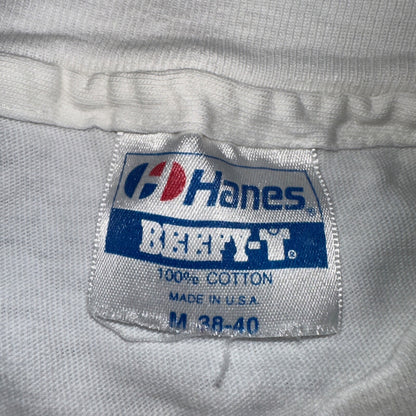 Hanes®
BEEFY-T®
100% COTTON
MADE IN U.S.A.
M 38-40